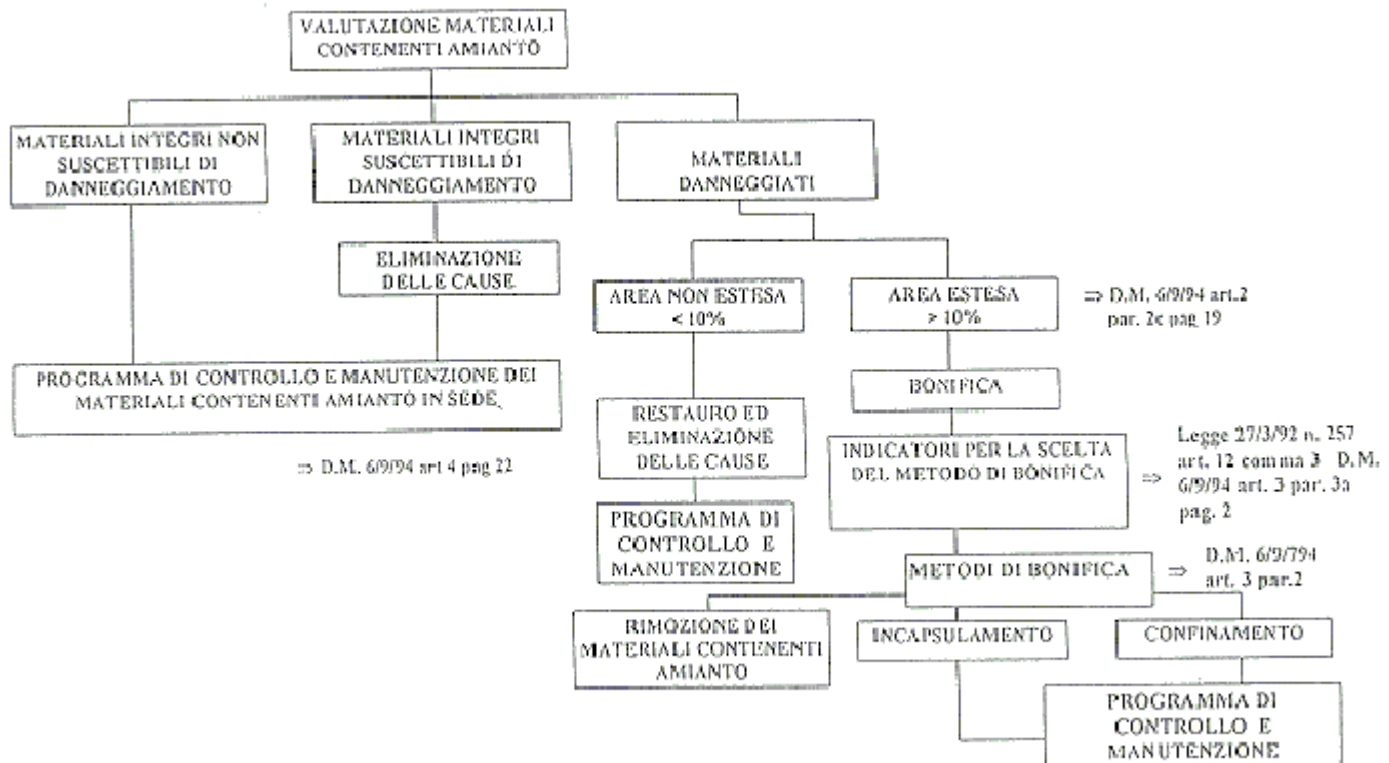 VALUTAZIONE MATERIALI
CONTENENTI AMIANTO
MATERIALI INTEGRI NON
SUSCETTIBILI DI
DANNEGGIAMENTO
MATERIALI INTEGRI
SUSCETTIBILI DI
DANNEGGIAMENTO
MATERIALI
DANNEGGIATI
ELIMINAZIONE
DELLE CAUSE
AREA NON ESTESA
< 10%
AREA ESTESA
> 10%
⇒ D.M. 6/9/94 art.2
par. 2c pag 19
PROGRAMMA DI CONTROLLO E MANUTENZIONE DEI
MATERIALI CONTENENTI AMIANTO IN SEDE
⇒ D.M. 6/9/94 art 4 pag 22
RESTAURO ED
ELIMINAZIONE
DELLE CAUSE
BONIFICA
INDICATORI PER LA SCELTA
DEL METODO DI BONIFICA
⇒ Legge 27/3/92 n. 257
art. 12 comma 3 D.M.
6/9/94 art. 3 par. 3a
pag. 2
PROGRAMMA DI
CONTROLLO E
MANUTENZIONE
METODI DI BONIFICA
⇒ D.M. 6/9/794
art. 3 par.2
RIMOZIONE DEI
MATERIALI CONTENENTI
AMIANTO
INCAPSULAMENTO
CONFINAMENTO
PROGRAMMA DI
CONTROLLO E
MANUTENZIONE